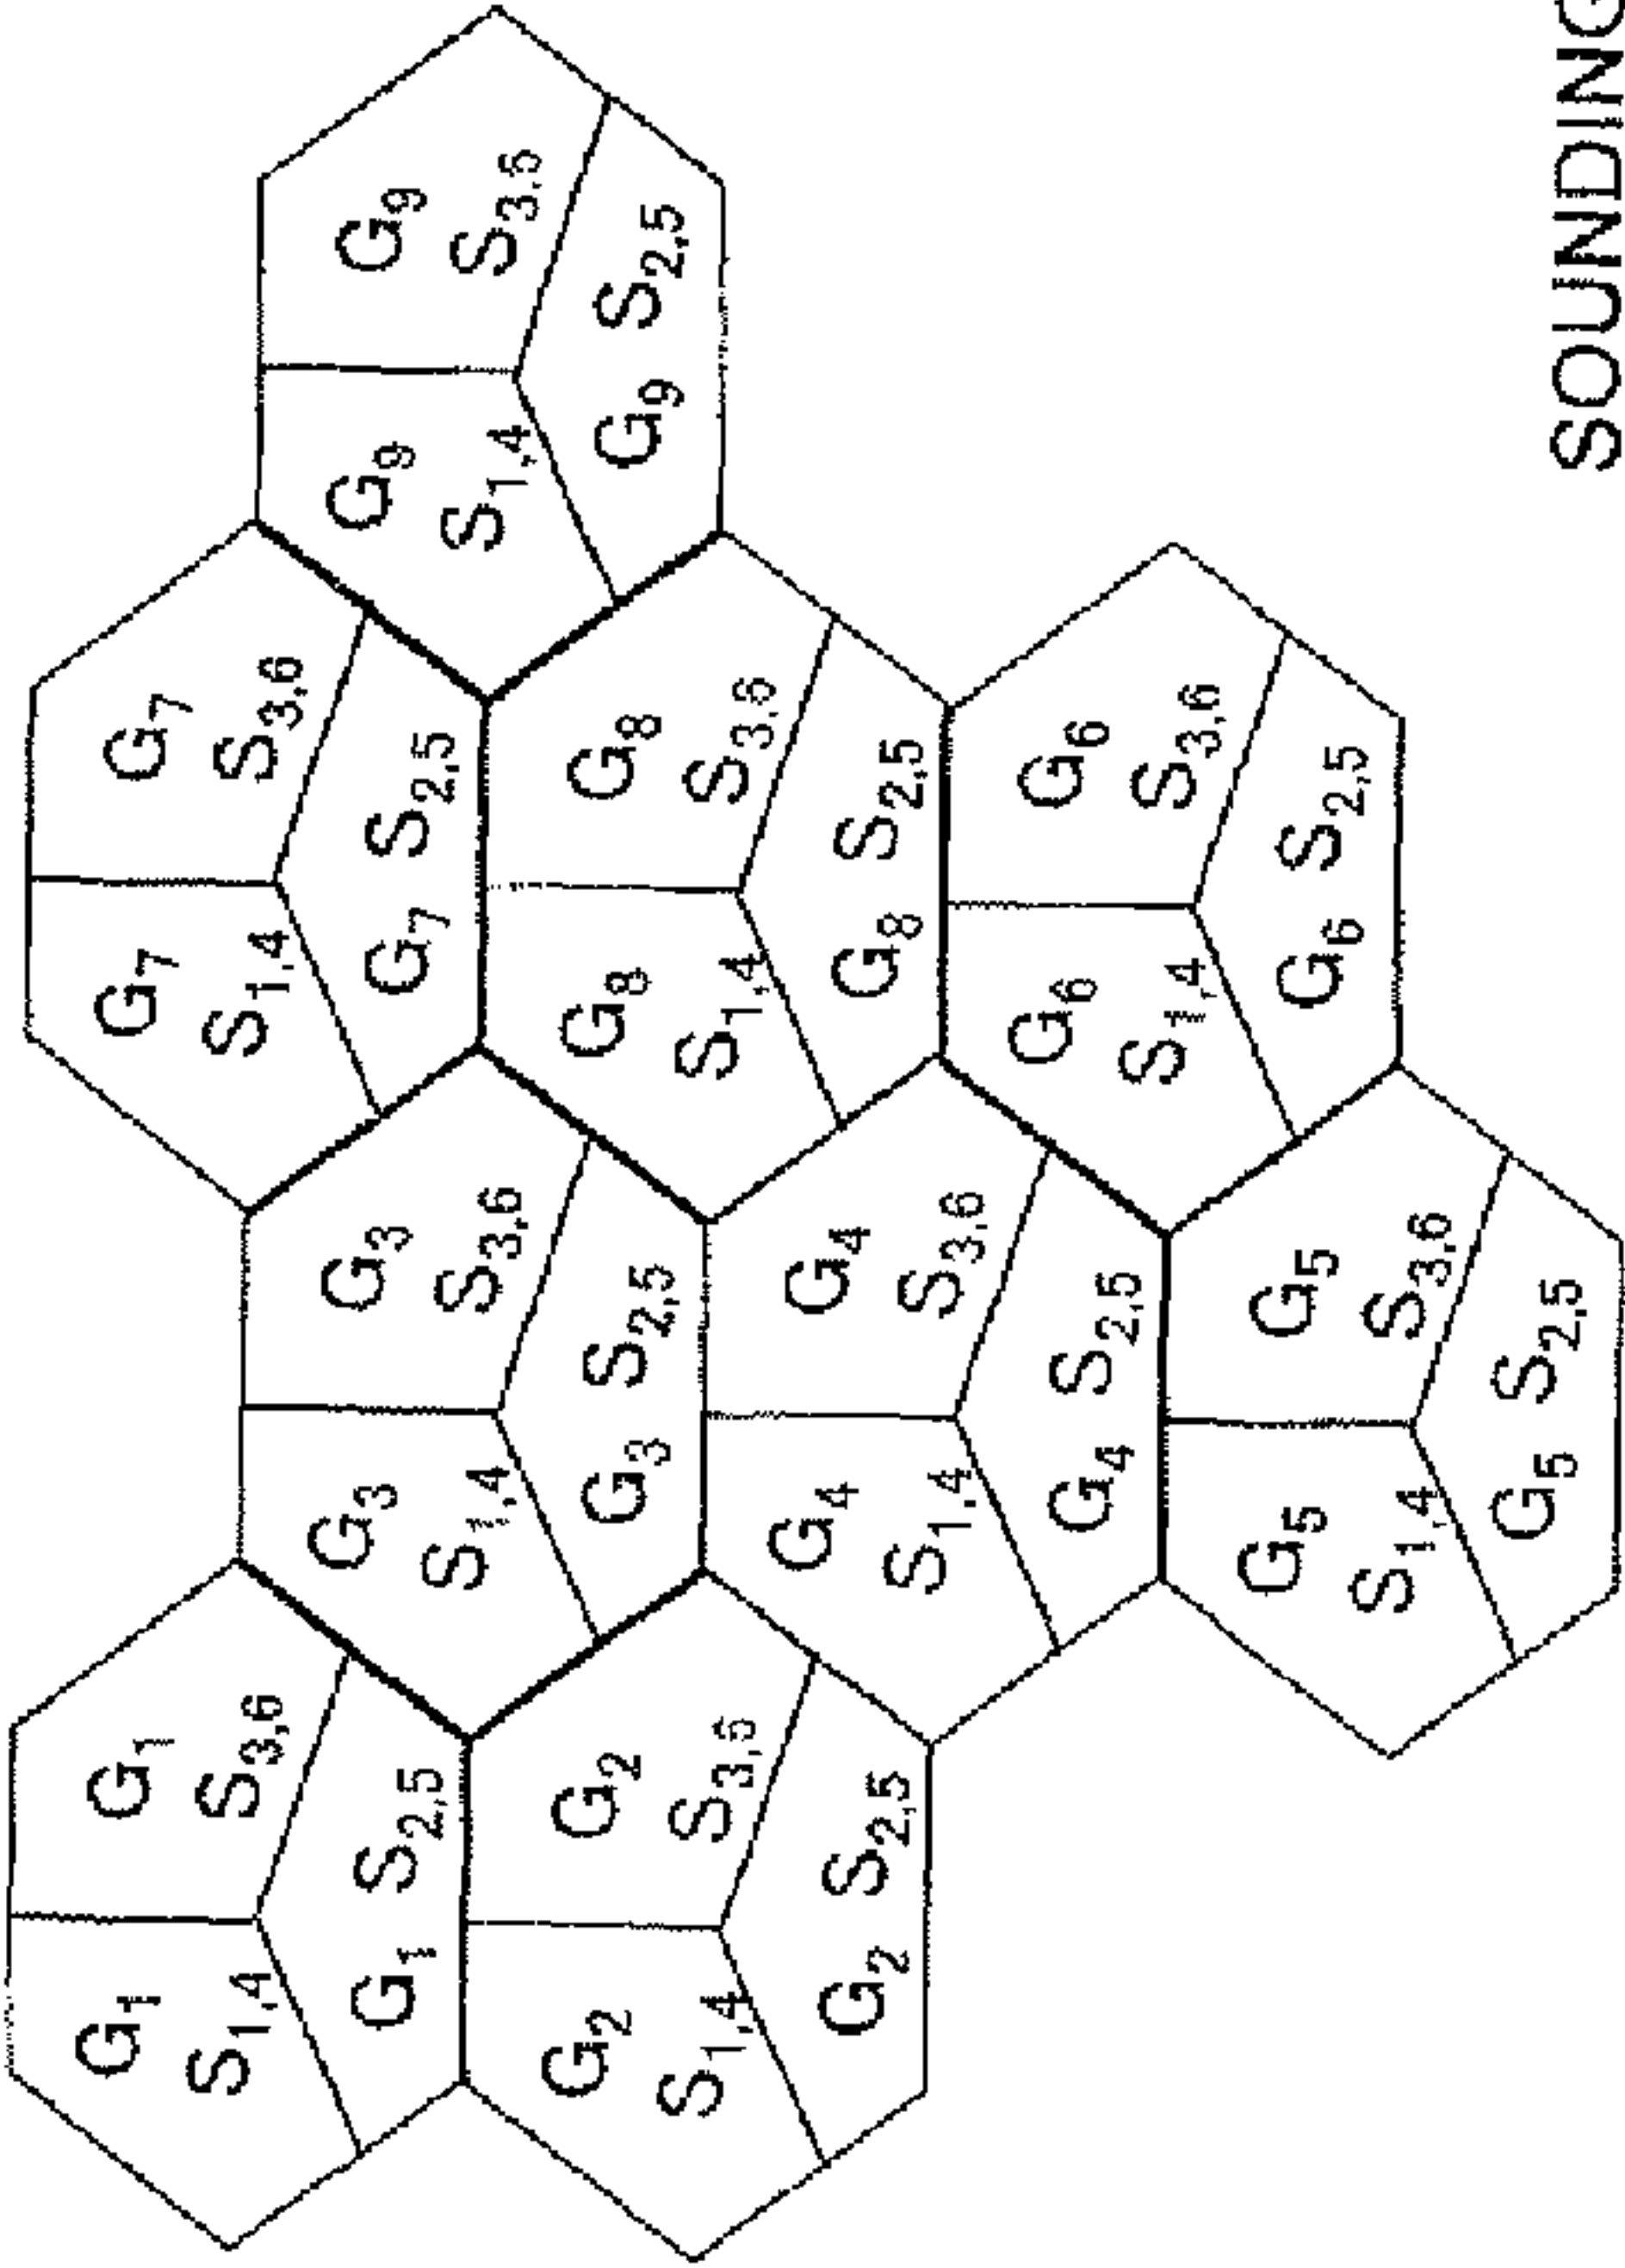 G1 G1
S1,4 S3,6
G1 S2,5
G7 G7
S1,4 S3,6
G7 S2,5
G3 G3
S1,4 S3,6
G3 S2,5
G9 G9
S1,4 S3,5
G9 S2,5
G2 G2
S1,4 S3,5
G2 S2,5
G8 G8
S1,4 S3,6
G8 S2,5
G4 G4
S1,4 S3,6
G4 S2,5
G6 G6
S1,4 S3,6
G6 S2,5
G5 G5
S1,4 S3,6
G5 S2,5
SOUNDING